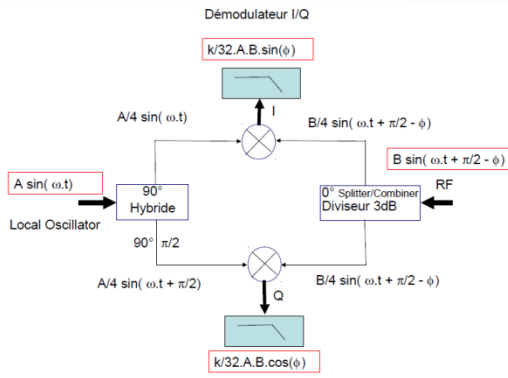 Démodulateur I/Q
k/32.A.B.sin(ϕ)
I
A/4 sin( ω.t)
B/4 sin( ω.t + π/2 - ϕ)
A sin( ω.t)
B sin( ω.t + π/2 - ϕ)
90°
Hybride
0° Splitter/Combiner
Diviseur 3dB
RF
Local Oscillator
90° π/2
A/4 sin( ω.t + π/2)
B/4 sin( ω.t + π/2 - ϕ)
Q
k/32.A.B.cos(ϕ)